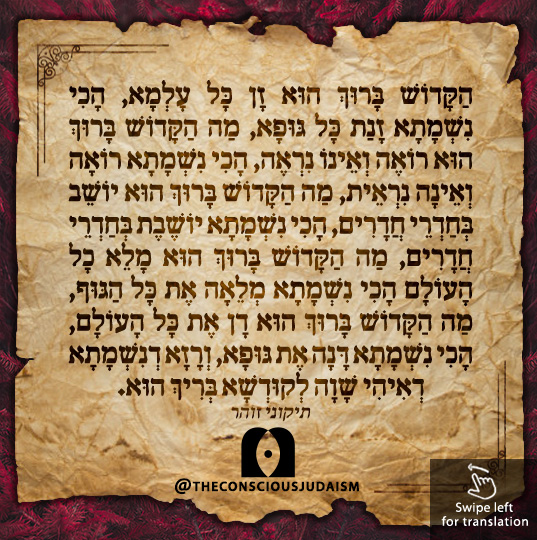 הַקָּדוֹשׁ בָּרוּךְ הוּא זָן כָּל עָלְמָא, הָכִי
נִשְׁמָתָא זָנַת כָּל גּוּפָא, מַה הַקָּדוֹשׁ בָּרוּךְ
הוּא רוֹאֶה וְאֵינוֹ נִרְאֶה, הָכִי נִשְׁמָתָא רוֹאָה
וְאֵינָהּ נִרְאֵית, מַה הַקָּדוֹשׁ בָּרוּךְ הוּא יוֹשֵׁב
בְּחַדְרֵי חֲדָרִים, הָכִי נִשְׁמָתָא יוֹשֶׁבֶת בְּחַדְרֵי
חֲדָרִים, מַה הַקָּדוֹשׁ בָּרוּךְ הוּא מָלֵא כָל
הָעוֹלָם הָכִי נִשְׁמָתָא מְלֵאָה אֶת כָּל הַגּוּף,
מַה הַקָּדוֹשׁ בָּרוּךְ הוּא דָן אֶת כָּל הָעוֹלָם,
הָכִי נִשְׁמָתָא דָּנָה אֶת גּוּפָא, וְרָזָא דְנִשְׁמָתָא
דְּאִיהִי שָׁוָה לְקוּדְשָׁא בְּרִיךְ הוּא.
תיקוני זוהר
@THECONSCIOUSJUDAISM
Swipe left
for translation